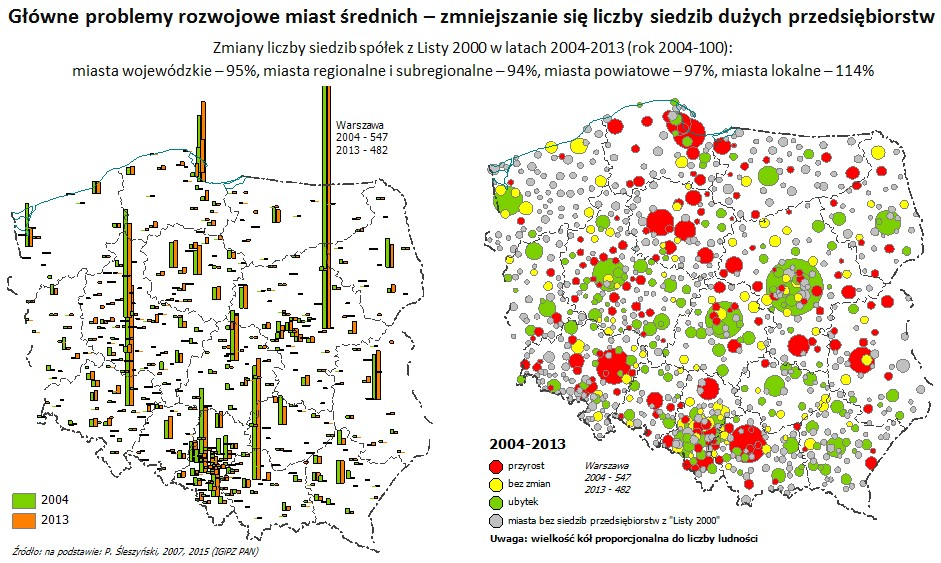 Główne problemy rozwojowe miast średnich – zmniejszanie się liczby siedzib dużych przedsiębiorstw
Zmiany liczby siedzib spółek z Listy 2000 w latach 2004-2013 (rok 2004-100):
miasta wojewódzkie – 95%, miasta regionalne i subregionalne – 94%, miasta powiatowe – 97%, miasta lokalne – 114%
Warszawa
2004 - 547
2013 - 482
2004
2013
Źródło: na podstawie: P. Śleszyński, 2007, 2015 (IGiPZ PAN)
2004-2013
przyrost
bez zmian
ubytek
miasta bez siedzib przedsiębiorstw z "Listy 2000"
Warszawa
2004 - 547
2013 - 482
Uwaga: wielkość kół proporcjonalna do liczby ludności